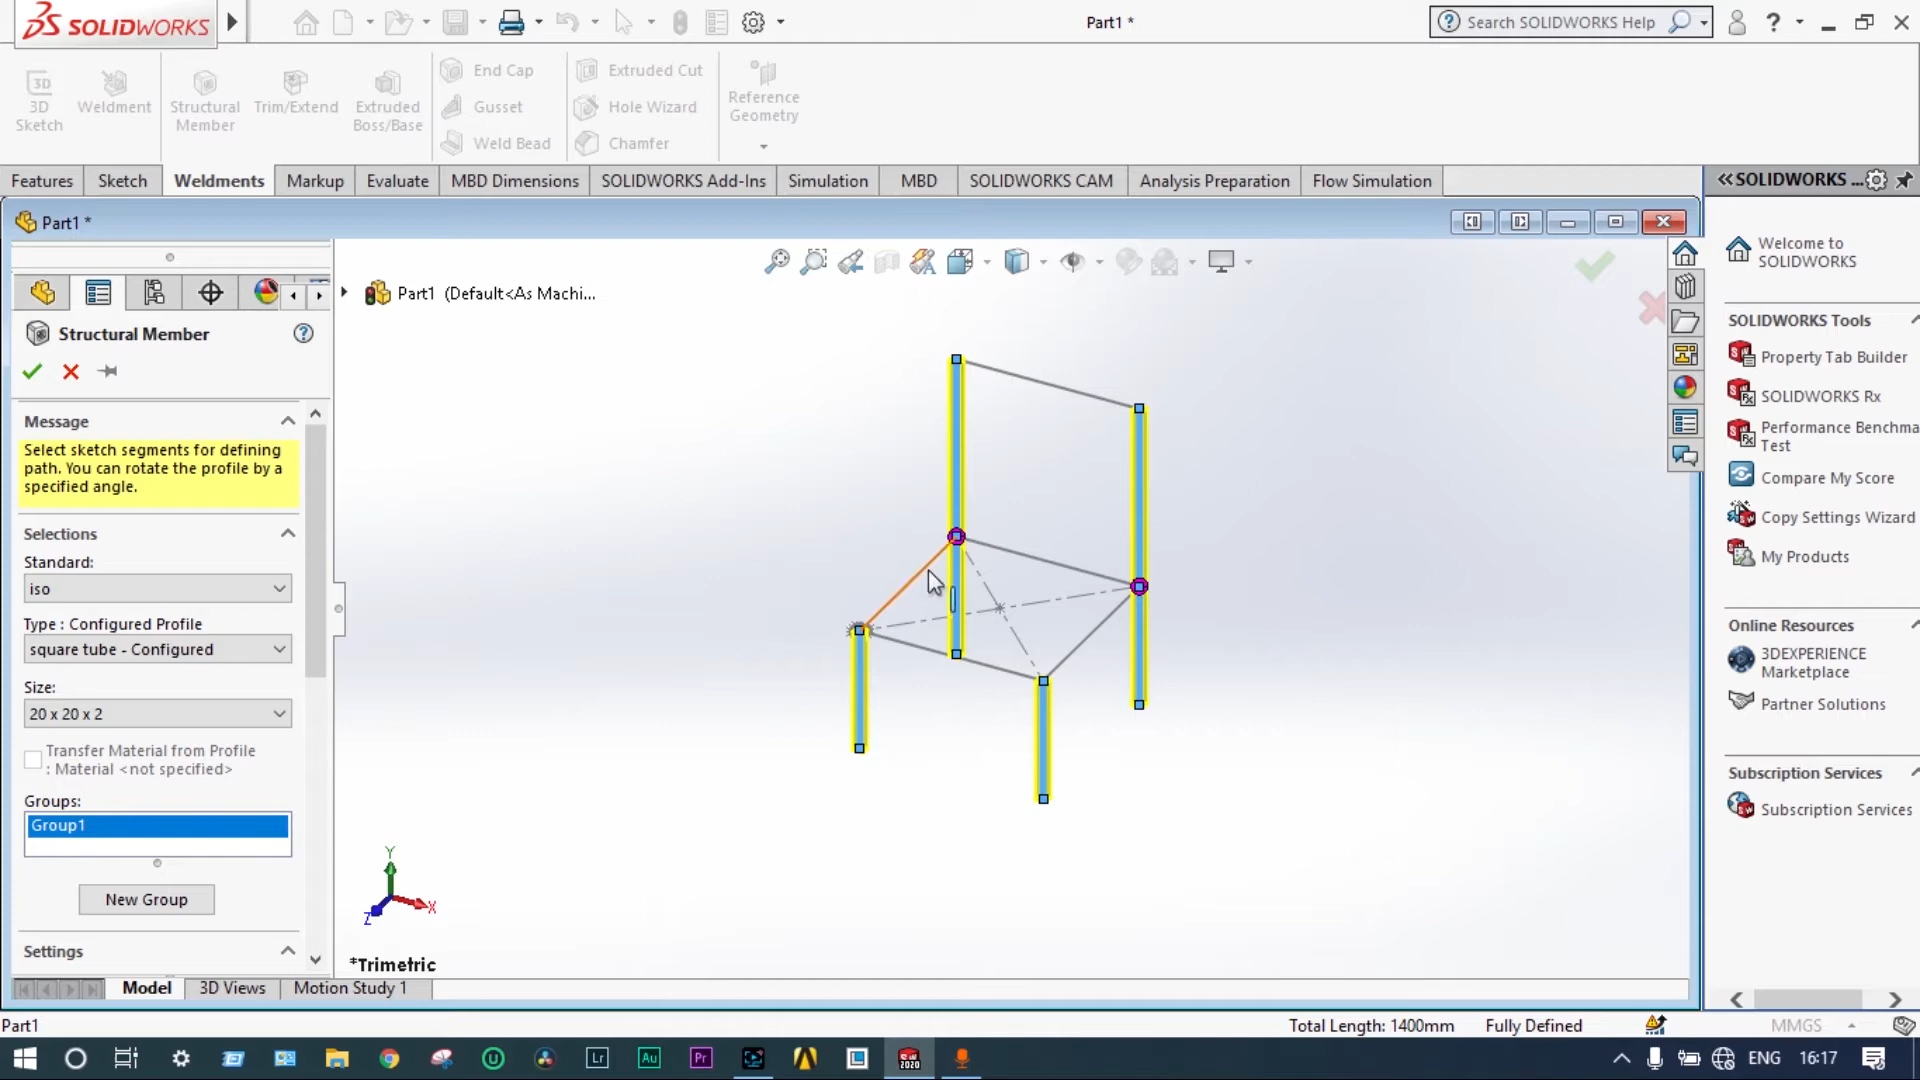 SOLIDWORKS
Part1 *
Search SOLIDWORKS Help
?
3D
Sketch
Weldment
Structural
Member
Trim/Extend
Extruded
Boss/Base
End Cap
Gusset
Weld Bead
Extruded Cut
Hole Wizard
Chamfer
Reference
Geometry
Features
Sketch
Weldments
Markup
Evaluate
MBD Dimensions
SOLIDWORKS Add-Ins
Simulation
MBD
SOLIDWORKS CAM
Analysis Preparation
Flow Simulation
SOLIDWORKS ...
Part1 *
Part1 (Default<As Machi...
Structural Member
Message
Select sketch segments for defining
path. You can rotate the profile by a
specified angle.
Selections
Standard:
iso
Type : Configured Profile
square tube - Configured
Size:
20 x 20 x 2
Transfer Material from Profile
: Material <not specified>
Groups:
Group1
New Group
Settings
Y
X
Z
*Trimetric
Welcome to
SOLIDWORKS
SOLIDWORKS Tools
Property Tab Builder
SOLIDWORKS Rx
Performance Benchma
Test
Compare My Score
Copy Settings Wizard
My Products
Online Resources
3DEXPERIENCE
Marketplace
Partner Solutions
Subscription Services
Subscription Services
Model
3D Views
Motion Study 1
Part1
Total Length: 1400mm
Fully Defined
MMGS
Lr
Au
Pr
SW
2020
ENG
16:17